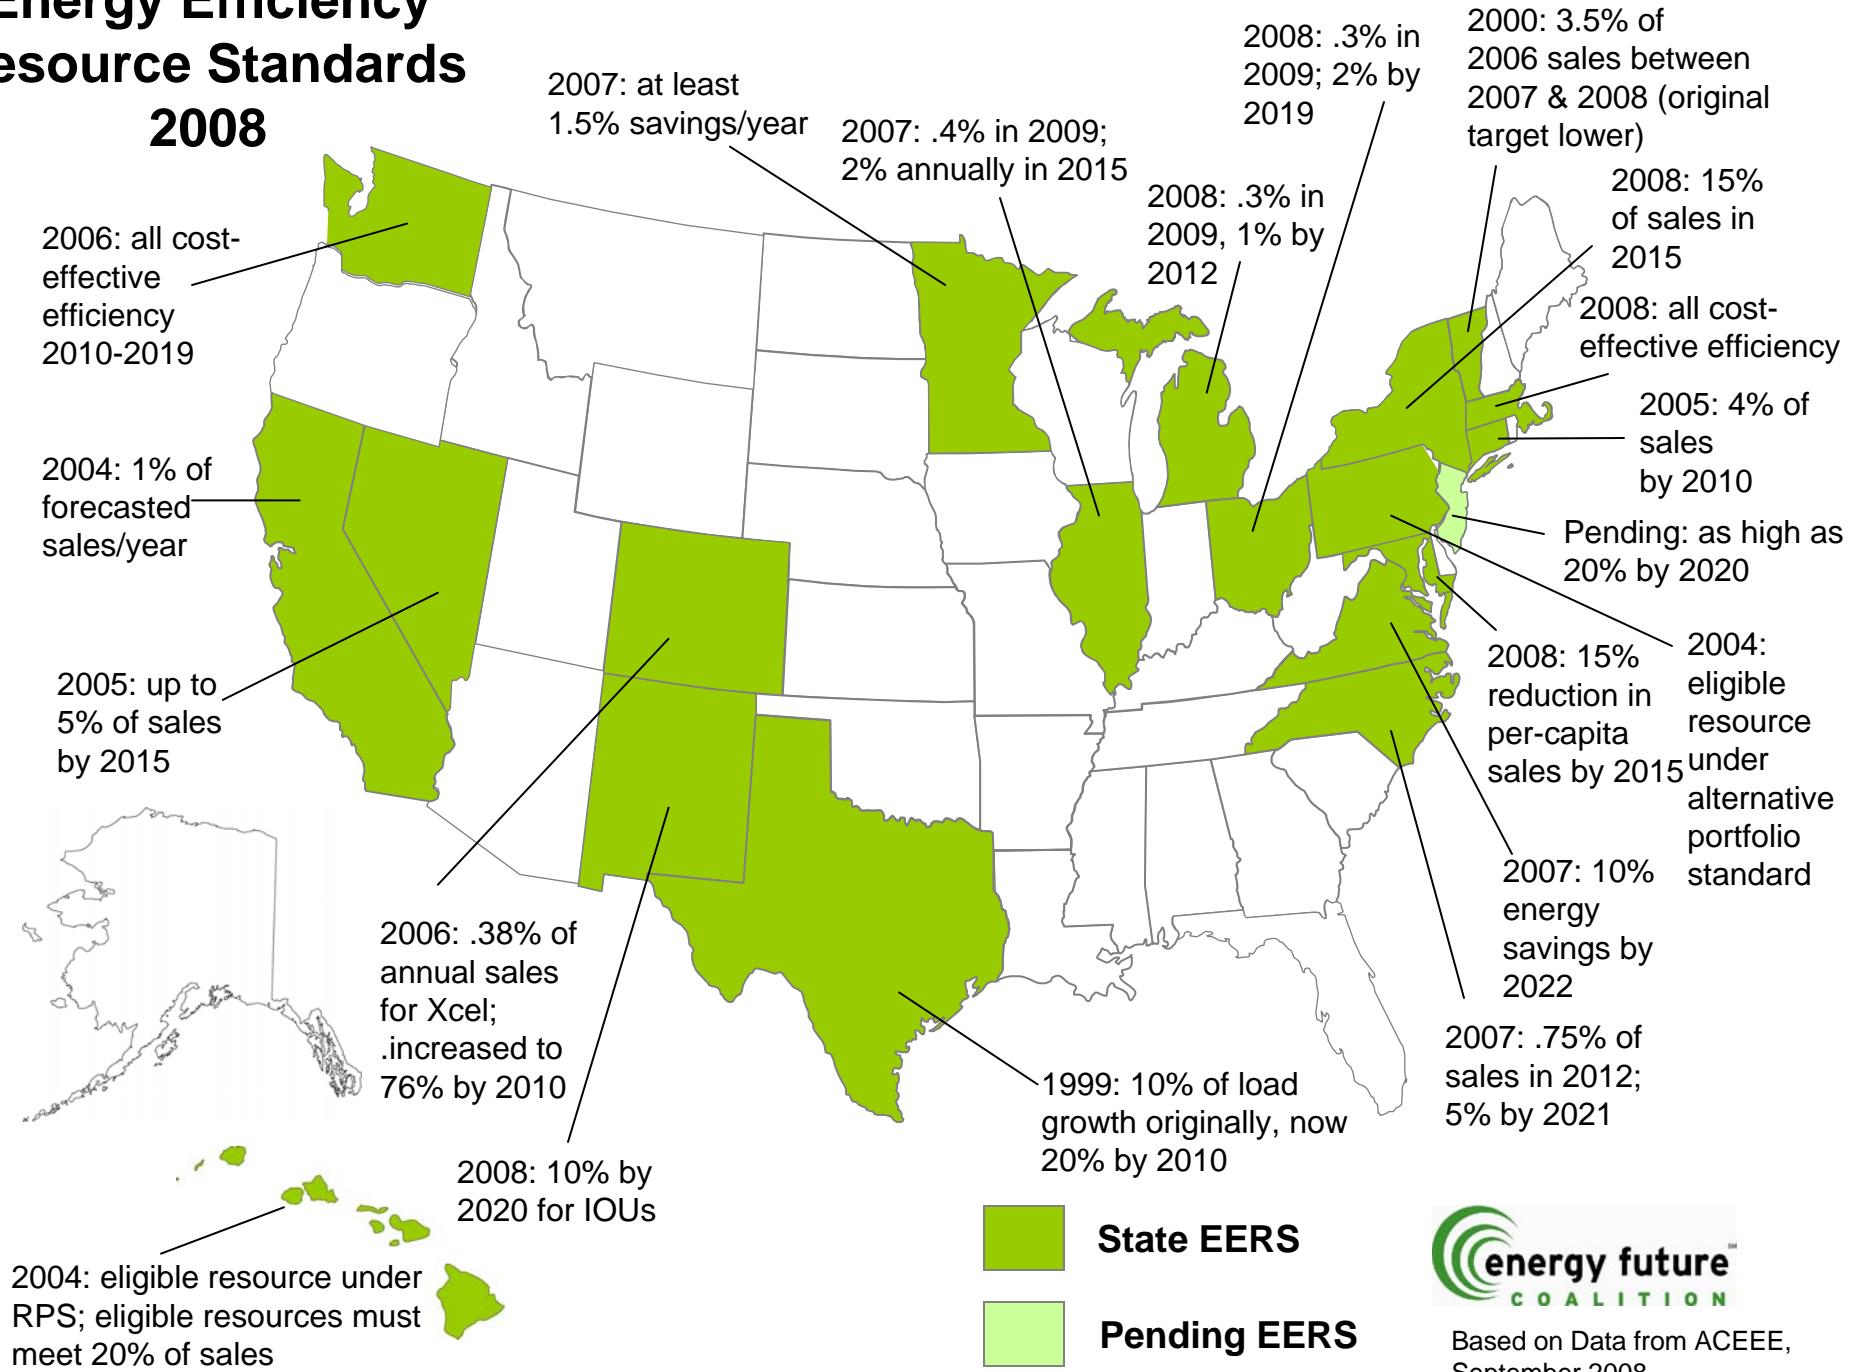 Energy Efficiency
esource Standards
2008
2007: at least
1.5% savings/year
2007: .4% in 2009;
2% annually in 2015
2008: .3% in
2009; 2% by
2019
2000: 3.5% of
2006 sales between
2007 & 2008 (original
target lower)
2008: .3% in
2009, 1% by
2012
2008: 15%
of sales in
2015
2006: all cost-
effective
efficiency
2010-2019
2008: all cost-
effective efficiency
2005: 4% of
sales
by 2010
2004: 1% of
forecasted
sales/year
Pending: as high as
20% by 2020
2005: up to
5% of sales
by 2015
2008: 15%
reduction in
per-capita
sales by 2015
2004:
eligible
resource
under
alternative
portfolio
standard
2007: 10%
energy
savings by
2022
2006: .38% of
annual sales
for Xcel;
.increased to
76% by 2010
2007: .75% of
sales in 2012;
5% by 2021
1999: 10% of load
growth originally, now
20% by 2010
2008: 10% by
2020 for IOUs
2004: eligible resource under
RPS; eligible resources must
meet 20% of sales
State EERS
Pending EERS
energy future℠
COALITION
Based on Data from ACEEE,
September 2008